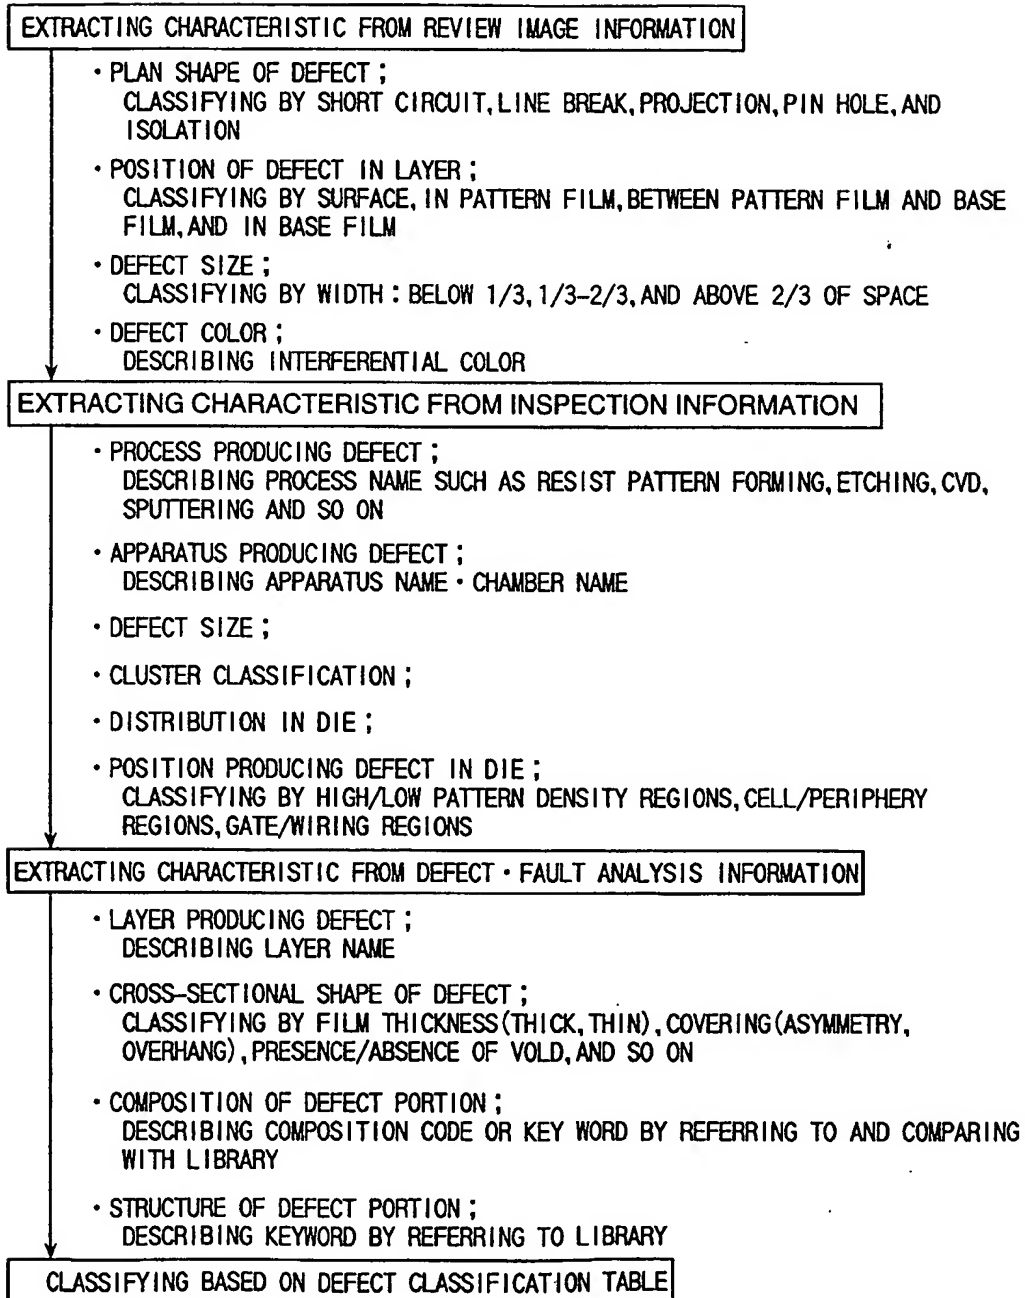 EXTRACTING CHARACTERISTIC FROM REVIEW IMAGE INFORMATION
・PLAN SHAPE OF DEFECT ;
CLASSIFYING BY SHORT CIRCUIT, LINE BREAK, PROJECTION, PIN HOLE, AND
ISOLATION
・POSITION OF DEFECT IN LAYER ;
CLASSIFYING BY SURFACE, IN PATTERN FILM, BETWEEN PATTERN FILM AND BASE
FILM, AND IN BASE FILM
・DEFECT SIZE ;
CLASSIFYING BY WIDTH : BELOW 1/3, 1/3-2/3, AND ABOVE 2/3 OF SPACE
・DEFECT COLOR ;
DESCRIBING INTERFERENTIAL COLOR
EXTRACTING CHARACTERISTIC FROM INSPECTION INFORMATION
・PROCESS PRODUCING DEFECT ;
DESCRIBING PROCESS NAME SUCH AS RESIST PATTERN FORMING, ETCHING, CVD,
SPUTTERING AND SO ON
・APPARATUS PRODUCING DEFECT ;
DESCRIBING APPARATUS NAME・CHAMBER NAME
・DEFECT SIZE ;
・CLUSTER CLASSIFICATION ;
・DISTRIBUTION IN DIE ;
・POSITION PRODUCING DEFECT IN DIE ;
CLASSIFYING BY HIGH/LOW PATTERN DENSITY REGIONS, CELL/PERIPHERY
REGIONS, GATE/WIRING REGIONS
EXTRACTING CHARACTERISTIC FROM DEFECT・FAULT ANALYSIS INFORMATION
・LAYER PRODUCING DEFECT ;
DESCRIBING LAYER NAME
・CROSS-SECTIONAL SHAPE OF DEFECT ;
CLASSIFYING BY FILM THICKNESS (THICK, THIN), COVERING (ASYMMETRY,
OVERHANG), PRESENCE/ABSENCE OF VOLD, AND SO ON
・COMPOSITION OF DEFECT PORTION ;
DESCRIBING COMPOSITION CODE OR KEY WORD BY REFERRING TO AND COMPARING
WITH LIBRARY
・STRUCTURE OF DEFECT PORTION ;
DESCRIBING KEYWORD BY REFERRING TO LIBRARY
CLASSIFYING BASED ON DEFECT CLASSIFICATION TABLE